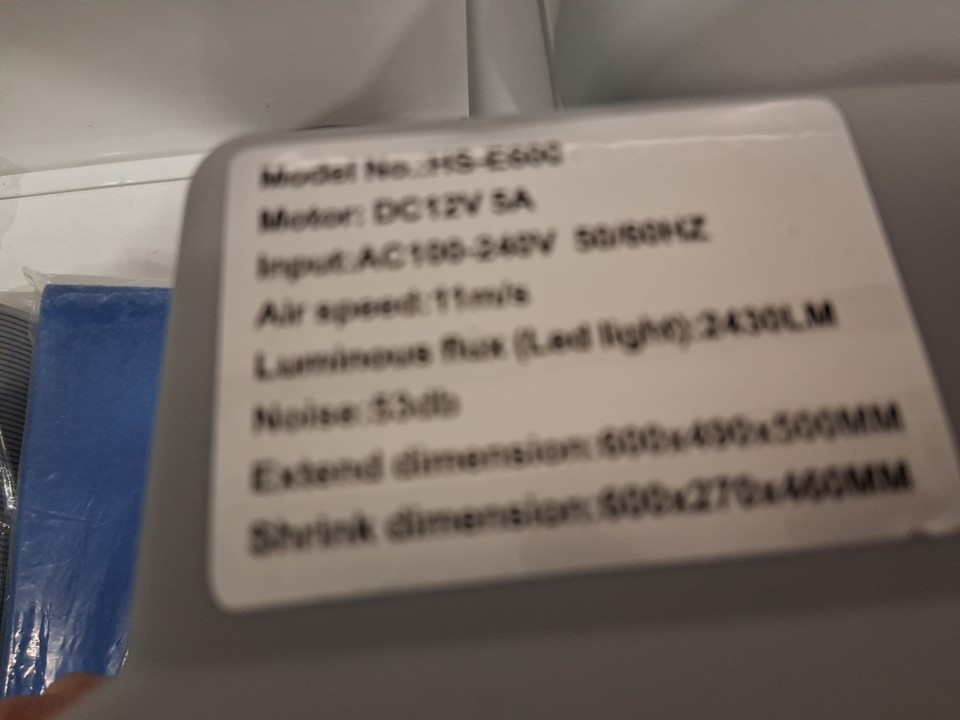 Model No.:HS-E600
Motor: DC12V 5A
Input:AC100-240V 50/60HZ
Air speed:11m/s
Luminous flux (Led light):2430LM
Noise:53db
Extend dimension:600x490x500MM
Shrink dimension:600x270x460MM